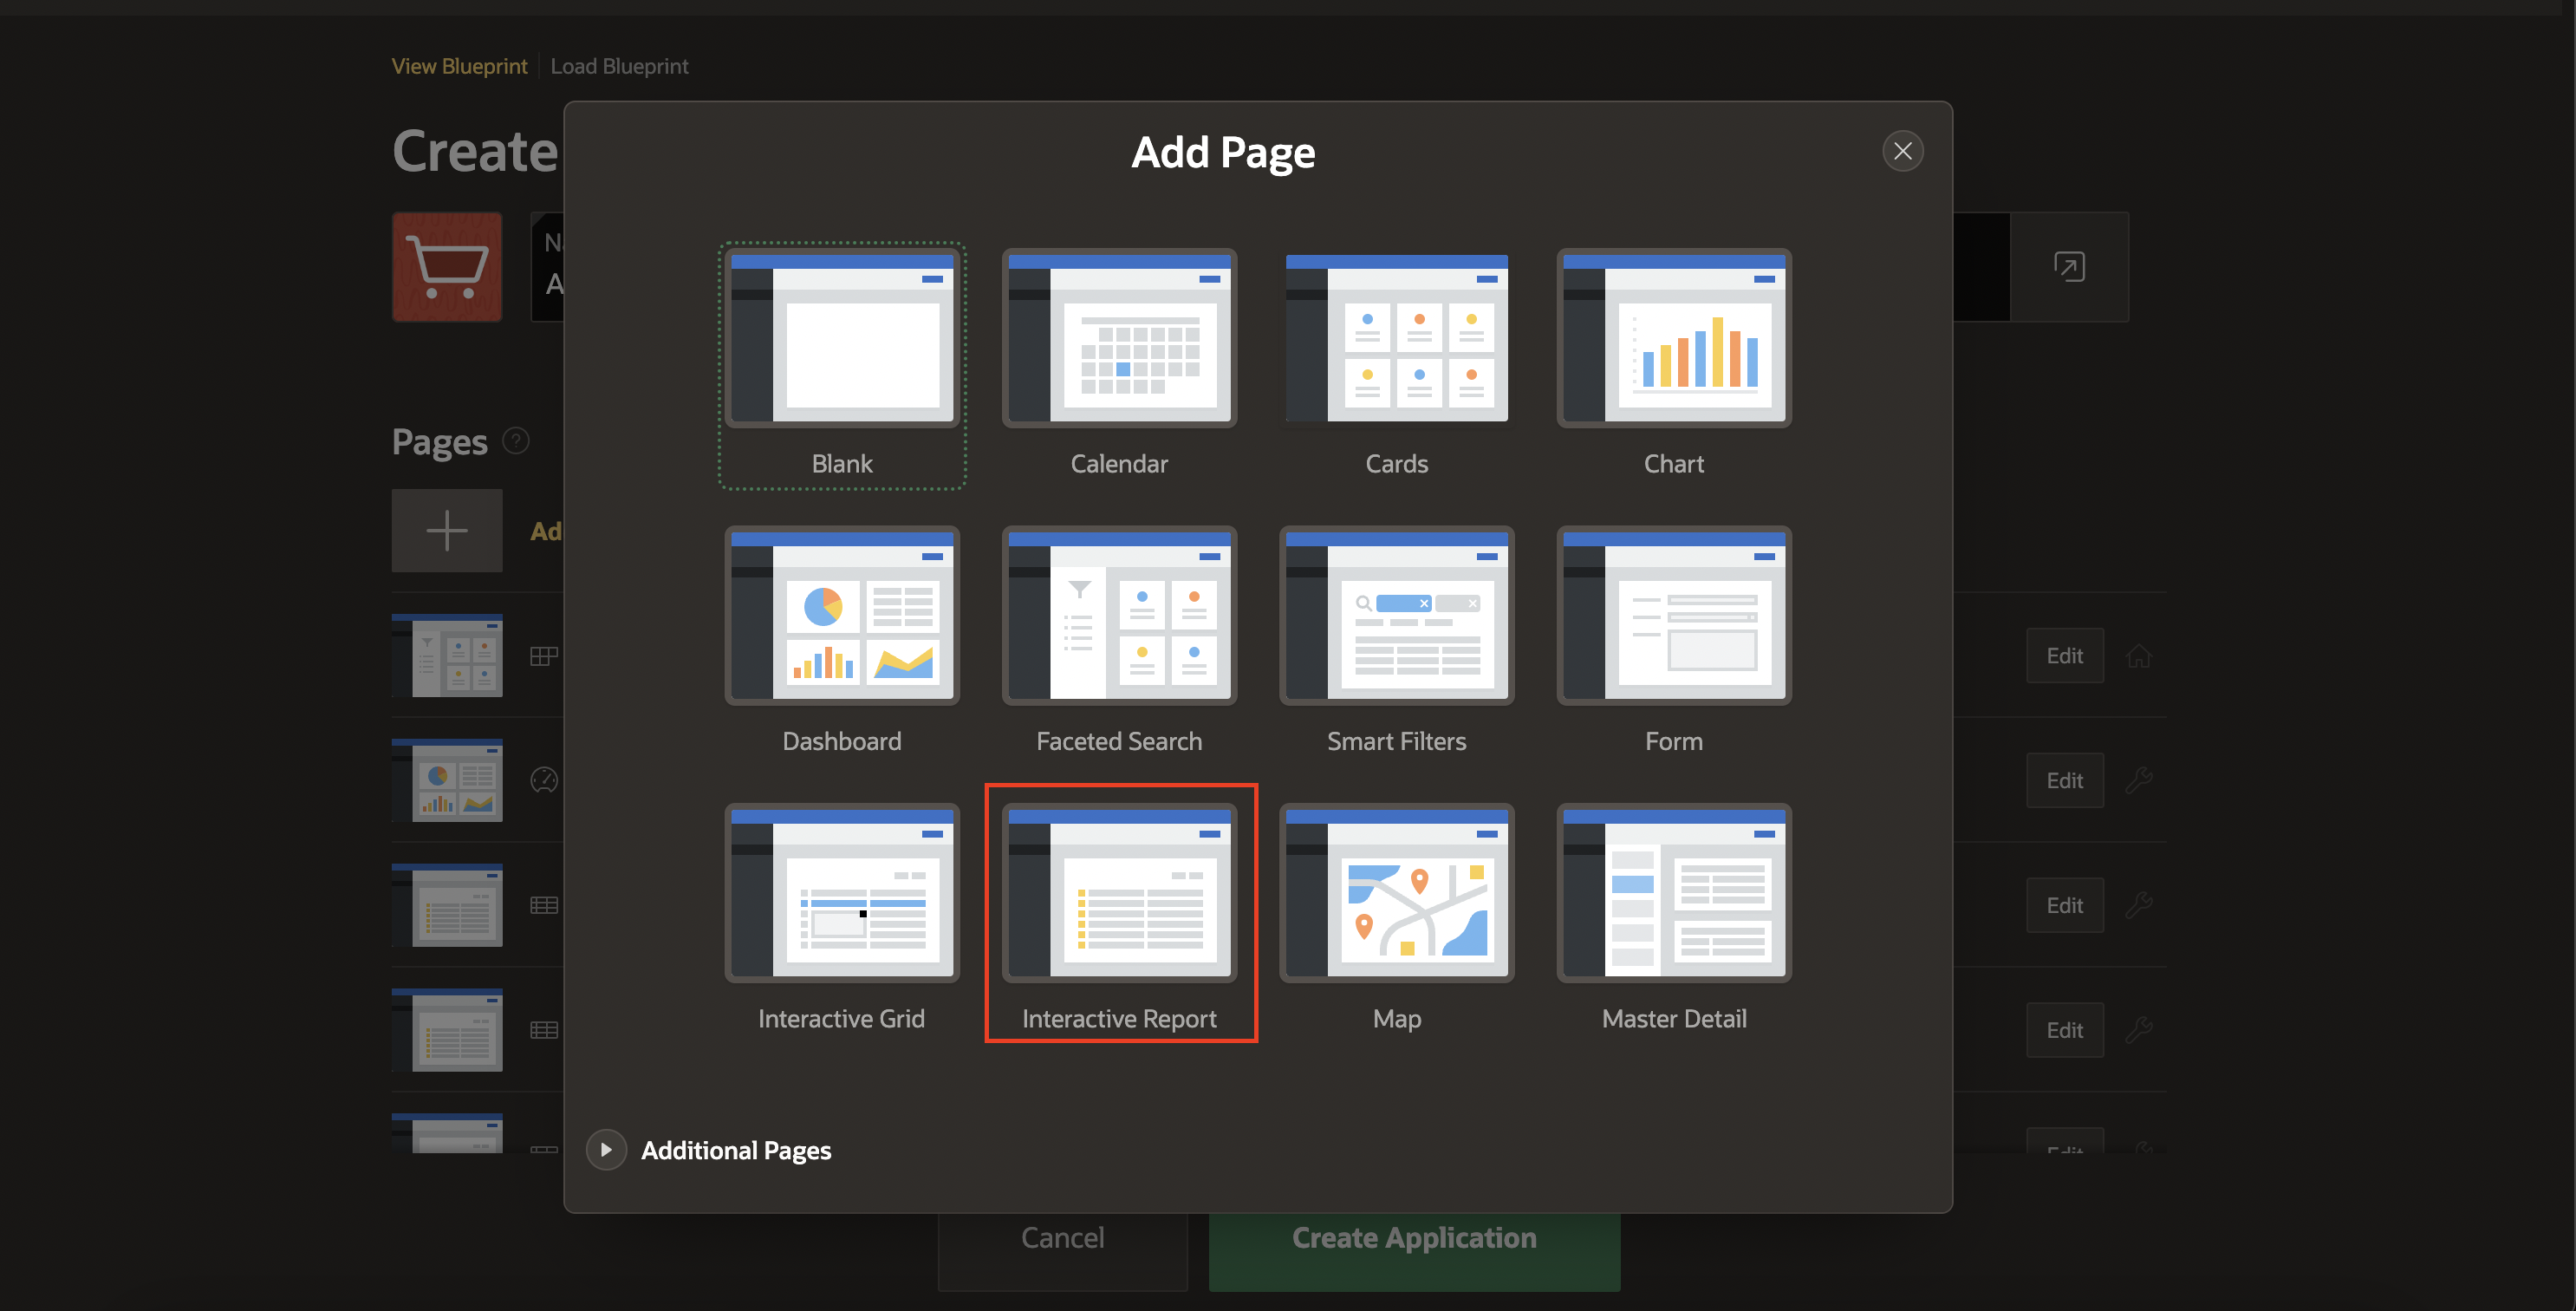 View Blueprint Load Blueprint
Create
Add Page
Pages ?
Blank
Calendar
Cards
Chart
Dashboard
Faceted Search
Smart Filters
Form
Edit
Edit
Interactive Grid
Interactive Report
Map
Master Detail
Edit
Edit
Additional Pages
Edit
Cancel
Create Application